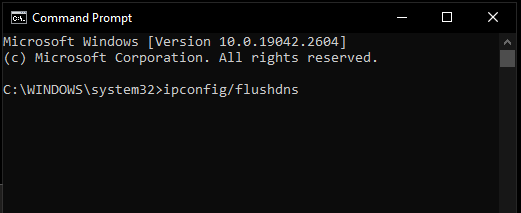 Command Prompt
Microsoft Windows [Version 10.0.19042.2604]
(c) Microsoft Corporation. All rights reserved.
C:\WINDOWS\system32>ipconfig/flushdns